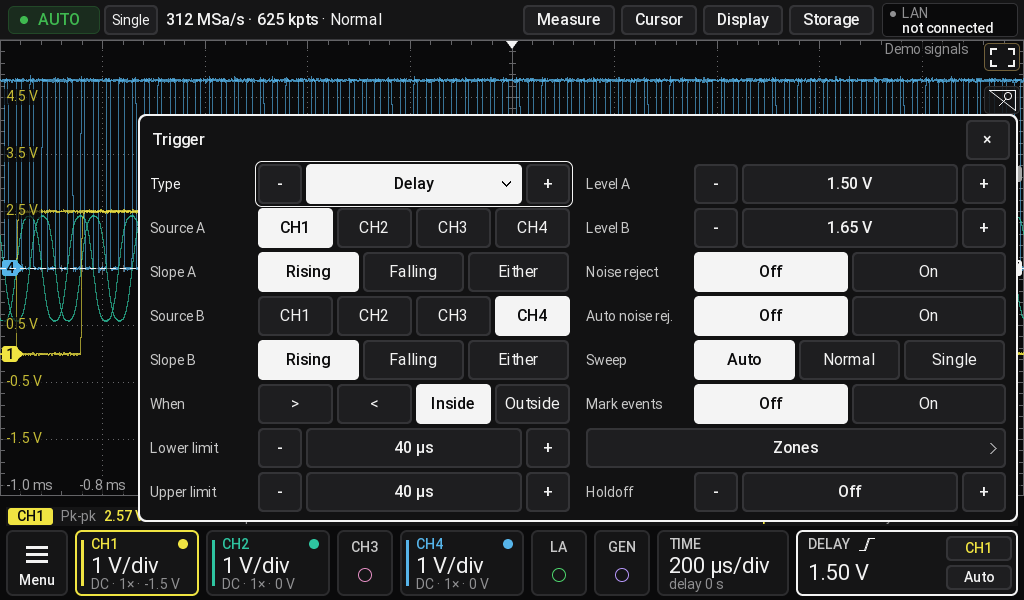 AUTO Single 312 MSa/s · 625 kpts · Normal Measure Cursor Display Storage LAN
not connected
Demo signals
4.5 V
Trigger ×
3.5 V
Type - Delay + Level A - 1.50 V +
2.5 V
Source A CH1 CH2 CH3 CH4 Level B - 1.65 V +
4
Slope A Rising Falling Either Noise reject Off On
0.5 V
Source B CH1 CH2 CH3 CH4 Auto noise rej. Off On
1
Slope B Rising Falling Either Sweep Auto Normal Single
-0.5 V
When > < Inside Outside Mark events Off On
-1.5 V
Lower limit - 40 µs + Zones
-1.0 ms -0.8 ms
Upper limit - 40 µs + Holdoff - Off +
CH1 Pk-pk 2.57 V
Menu
CH1
1 V/div
DC · 1× · -1.5 V
CH2
1 V/div
DC · 1× · 0 V
CH3
CH4
1 V/div
DC · 1× · 0 V
LA
GEN
TIME
200 µs/div
delay 0 s
DELAY CH1
1.50 V Auto